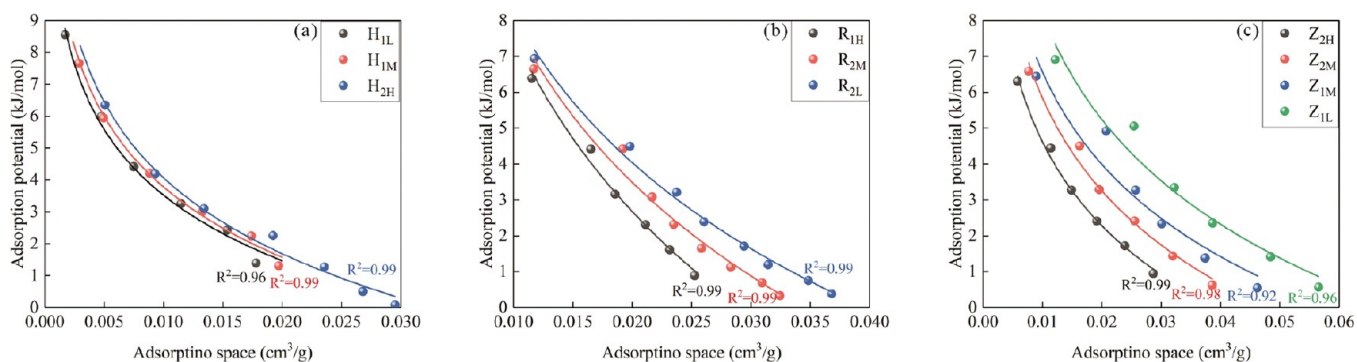 (a)
H1L
H1M
H2H
R²=0.96
R²=0.99
R²=0.99
Adsorption potential (kJ/mol)
9
8
7
6
5
4
3
2
1
0
0.000 0.005 0.010 0.015 0.020 0.025 0.030
Adsorptino space (cm³/g)
(b)
R1H
R2M
R2L
R²=0.99
R²=0.99
R²=0.99
Adsorption potential (kJ/mol)
8
7
6
5
4
3
2
1
0
0.010 0.015 0.020 0.025 0.030 0.035 0.040
Adsorptino space (cm³/g)
(c)
Z2H
Z2M
Z1M
Z1L
R²=0.99
R²=0.98
R²=0.92
R²=0.96
Adsorption potential (kJ/mol)
8
7
6
5
4
3
2
1
0
0.00 0.01 0.02 0.03 0.04 0.05 0.06
Adsorptino space (cm³/g)